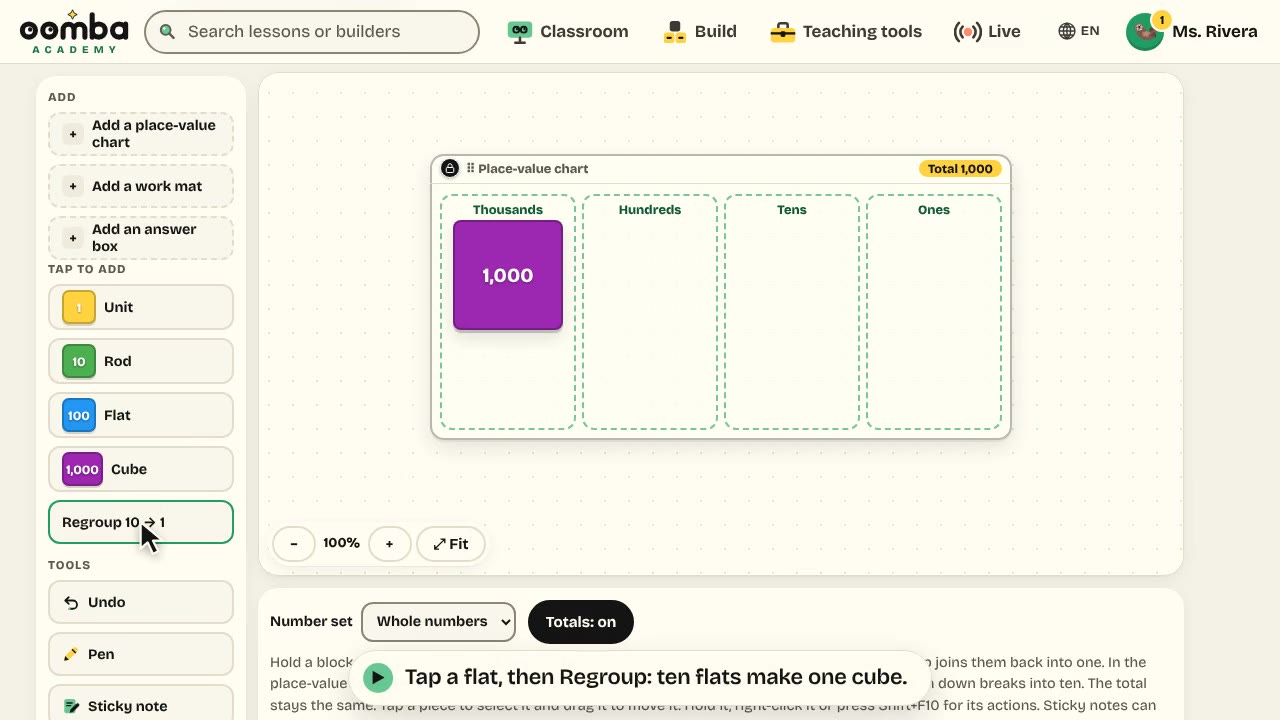 oomba
ACADEMY
Search lessons or builders
Classroom
Build
Teaching tools
Live
EN
1
Ms. Rivera
ADD
+ Add a place-value
chart
+ Add a work mat
+ Add an answer
box
TAP TO ADD
1 Unit
10 Rod
100 Flat
1,000 Cube
Regroup 10 → 1
TOOLS
Undo
Pen
Sticky note
Place-value chart
Total 1,000
Thousands
Hundreds
Tens
Ones
1,000
− 100% + Fit
Number set Whole numbers Totals: on
Hold a block joins them back into one. In the
place-value down breaks into ten. The total
stays the same. Tap a piece to select it and drag it to move it. Hold it, right-click it or press Shift+F10 for its actions. Sticky notes can
Tap a flat, then Regroup: ten flats make one cube.